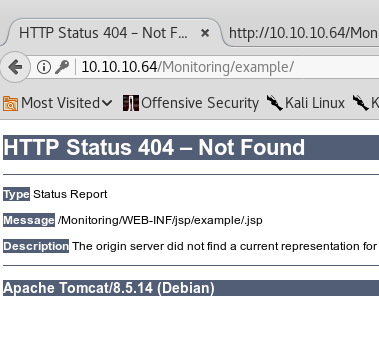 HTTP Status 404 – Not F...
http://10.10.10.64/Mon
10.10.10.64/Monitoring/example/
Most Visited
Offensive Security
Kali Linux
K
HTTP Status 404 – Not Found
Type Status Report
Message /Monitoring/WEB-INF/jsp/example/.jsp
Description The origin server did not find a current representation for
Apache Tomcat/8.5.14 (Debian)